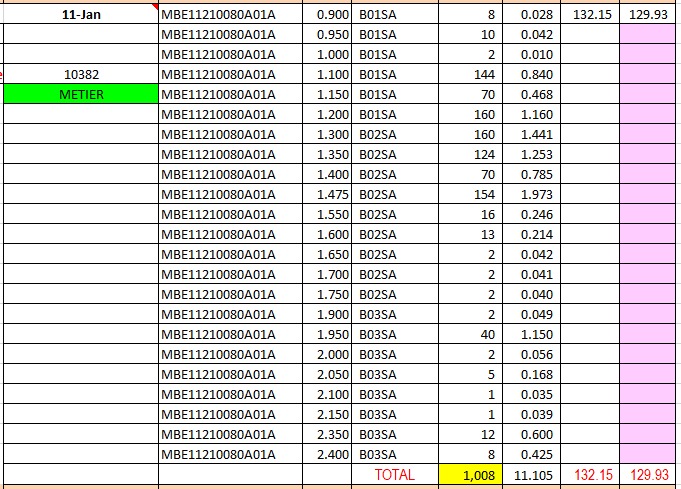 11-Jan MBE11210080A01A 0.900 B01SA 8 0.028 132.15 129.93
MBE11210080A01A 0.950 B01SA 10 0.042
MBE11210080A01A 1.000 B01SA 2 0.010
10382 MBE11210080A01A 1.100 B01SA 144 0.840
METIER MBE11210080A01A 1.150 B01SA 70 0.468
MBE11210080A01A 1.200 B01SA 160 1.160
MBE11210080A01A 1.300 B02SA 160 1.441
MBE11210080A01A 1.350 B02SA 124 1.253
MBE11210080A01A 1.400 B02SA 70 0.785
MBE11210080A01A 1.475 B02SA 154 1.973
MBE11210080A01A 1.550 B02SA 16 0.246
MBE11210080A01A 1.600 B02SA 13 0.214
MBE11210080A01A 1.650 B02SA 2 0.042
MBE11210080A01A 1.700 B02SA 2 0.041
MBE11210080A01A 1.750 B02SA 2 0.040
MBE11210080A01A 1.900 B03SA 2 0.049
MBE11210080A01A 1.950 B03SA 40 1.150
MBE11210080A01A 2.000 B03SA 2 0.056
MBE11210080A01A 2.050 B03SA 5 0.168
MBE11210080A01A 2.100 B03SA 1 0.035
MBE11210080A01A 2.150 B03SA 1 0.039
MBE11210080A01A 2.350 B03SA 12 0.600
MBE11210080A01A 2.400 B03SA 8 0.425
TOTAL 1,008 11.105 132.15 129.93